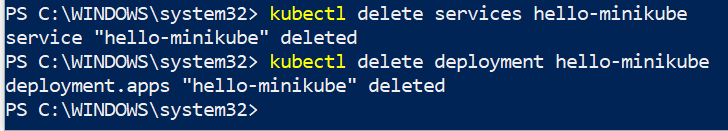 PS C:\WINDOWS\system32> kubectl delete services hello-minikube
service "hello-minikube" deleted
PS C:\WINDOWS\system32> kubectl delete deployment hello-minikube
deployment.apps "hello-minikube" deleted
PS C:\WINDOWS\system32>